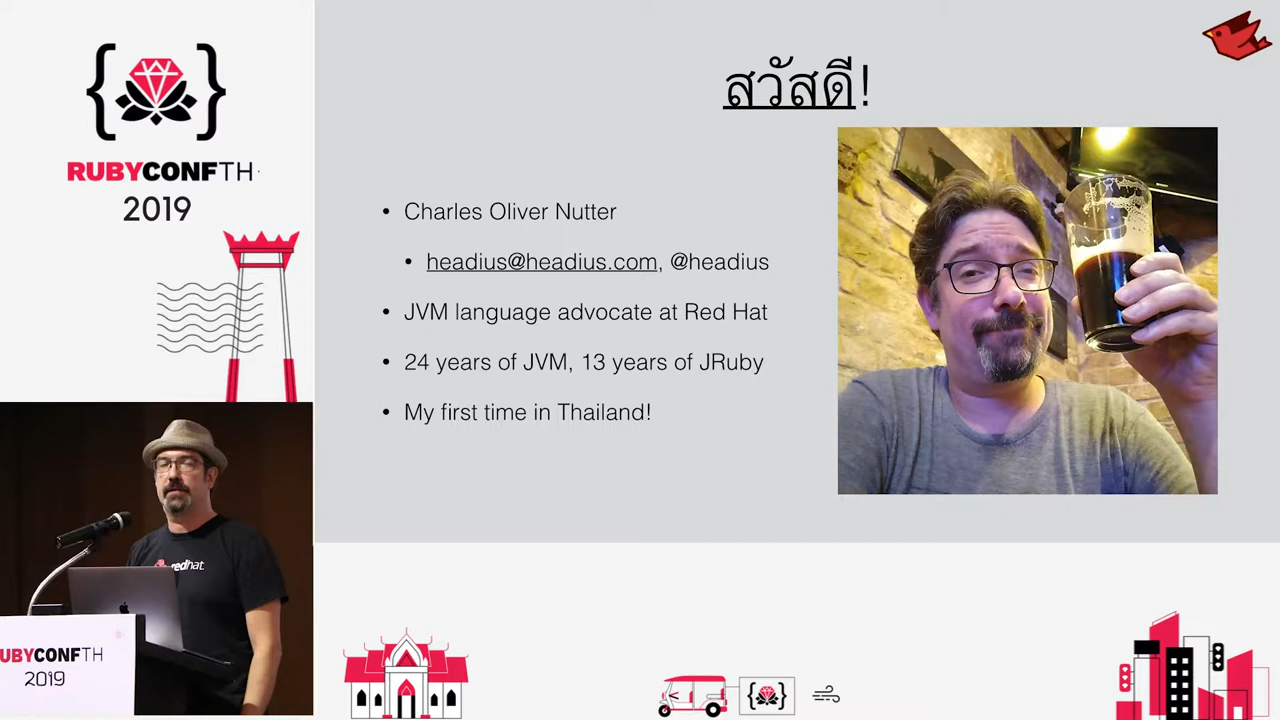 RUBYCONFTH
2019
สวัสดี!
• Charles Oliver Nutter
• headius@headius.com, @headius
• JVM language advocate at Red Hat
• 24 years of JVM, 13 years of JRuby
• My first time in Thailand!
redhat.
UBYCONFTH
2019